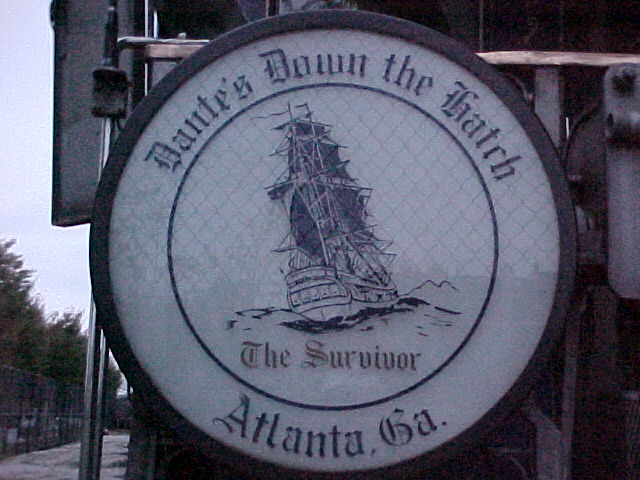 Dante's Down the Hatch
The Survivor
Atlanta, Ga.